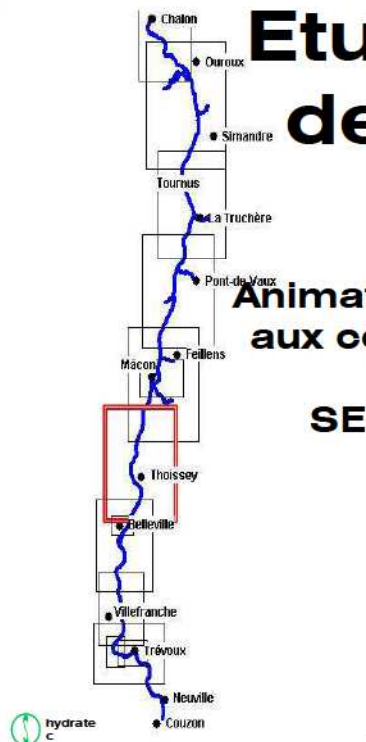 Chalon
Etu
Ouroux
de
Simandre
Tournus
La Truchère
Pont-de-Vaux
Animat
aux co
Feillens
Mâcon
SE
Thoissey
Belleville
Villefranche
Trévoux
Neuville
hydrate
c
Couzon